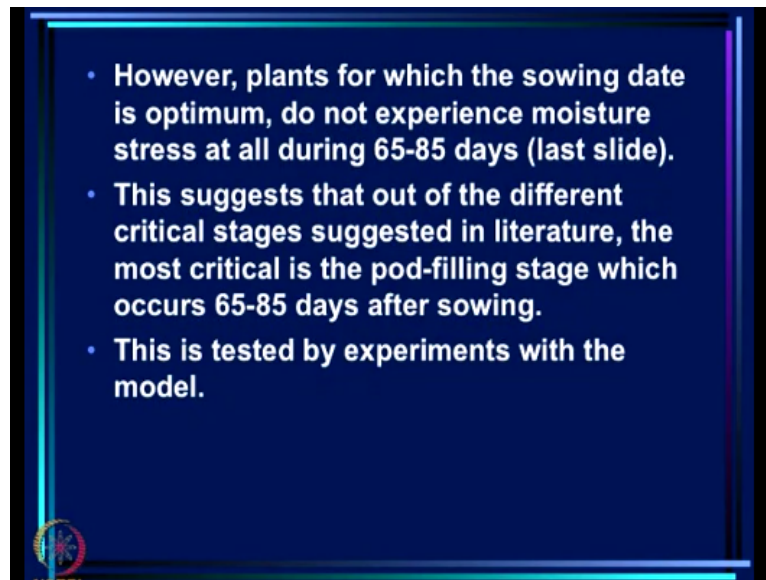 • However, plants for which the sowing date
is optimum, do not experience moisture
stress at all during 65-85 days (last slide).
• This suggests that out of the different
critical stages suggested in literature, the
most critical is the pod-filling stage which
occurs 65-85 days after sowing.
• This is tested by experiments with the
model.